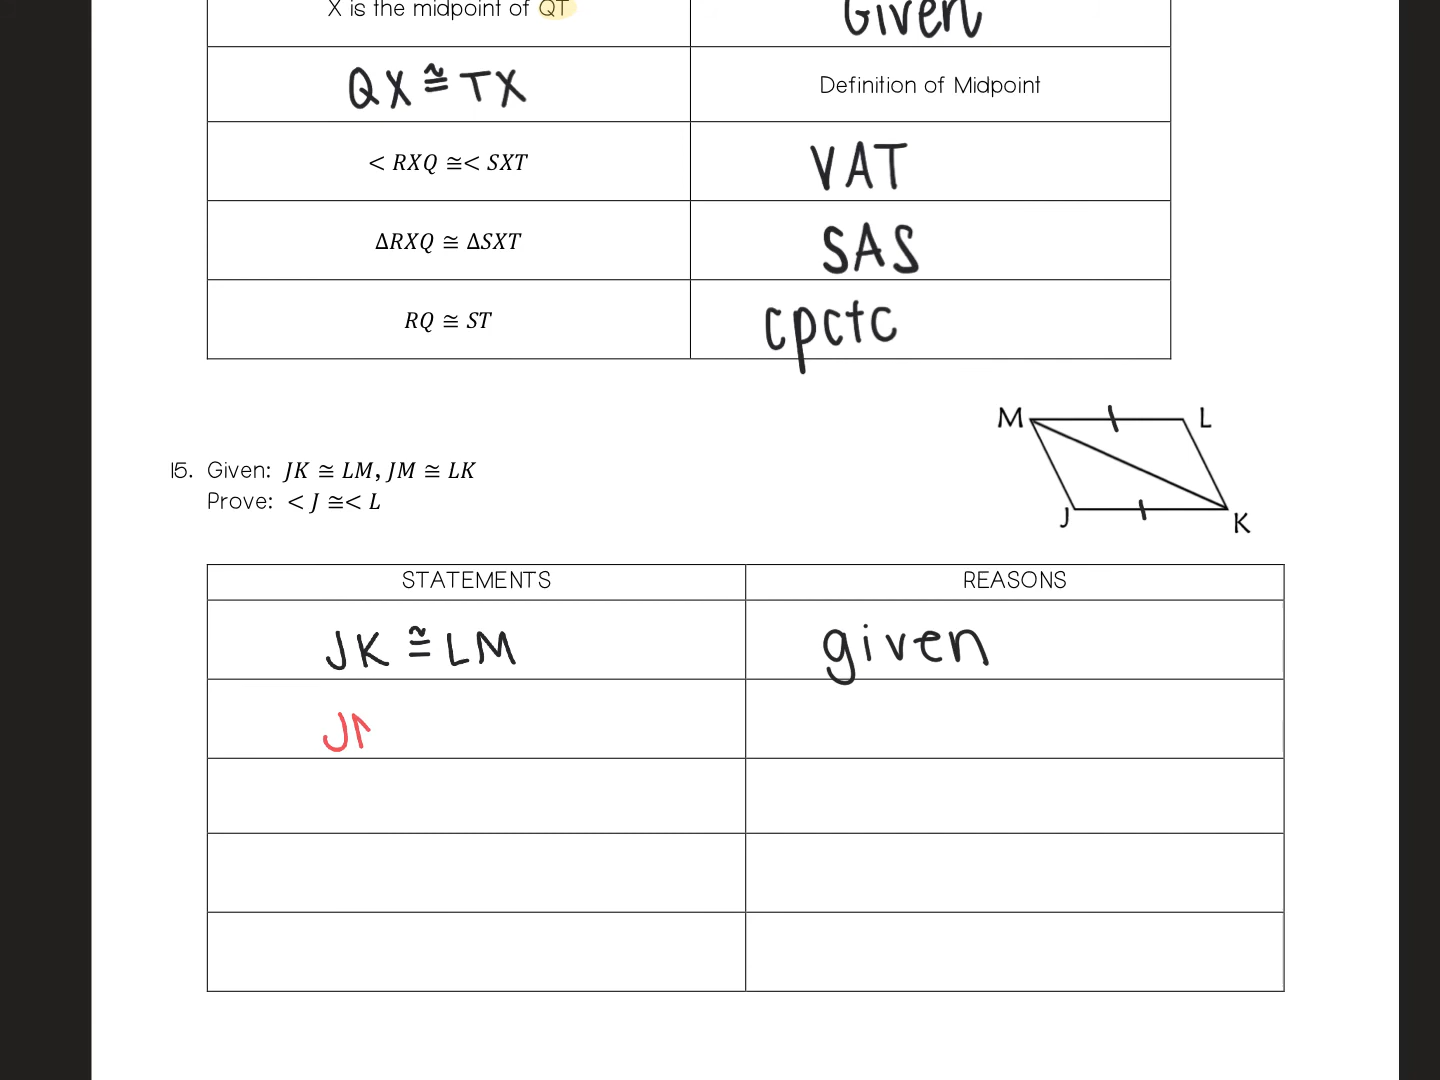 X is the midpoint of QT
Given
QX ≅ TX
Definition of Midpoint
< RXQ ≅< SXT
VAT
ΔRXQ ≅ ΔSXT
SAS
RQ ≅ ST
cpctc
M
L
15. Given: JK ≅ LM, JM ≅ LK
Prove: < J ≅< L
J
K
STATEMENTS
REASONS
JK ≅ LM
given
J